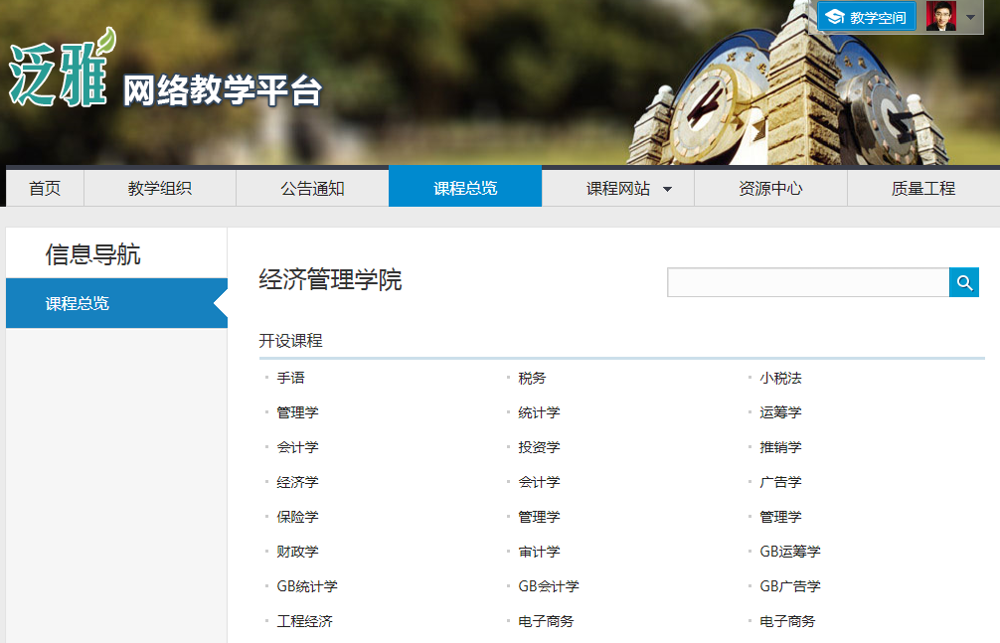 教学空间
泛雅 网络教学平台
首页 教学组织 公告通知 课程总览 课程网站 资源中心 质量工程
信息导航
课程总览
经济管理学院
开设课程
手语 税务 小税法
管理学 统计学 运筹学
会计学 投资学 推销学
经济学 会计学 广告学
保险学 管理学 管理学
财政学 审计学 GB运筹学
GB统计学 GB会计学 GB广告学
工程经济 电子商务 电子商务